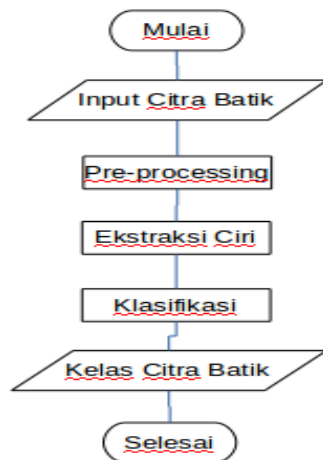 Mulai
Input Citra Batik
Pre-processing
Ekstraksi Ciri
Klasifikasi
Kelas Citra Batik
Selesai